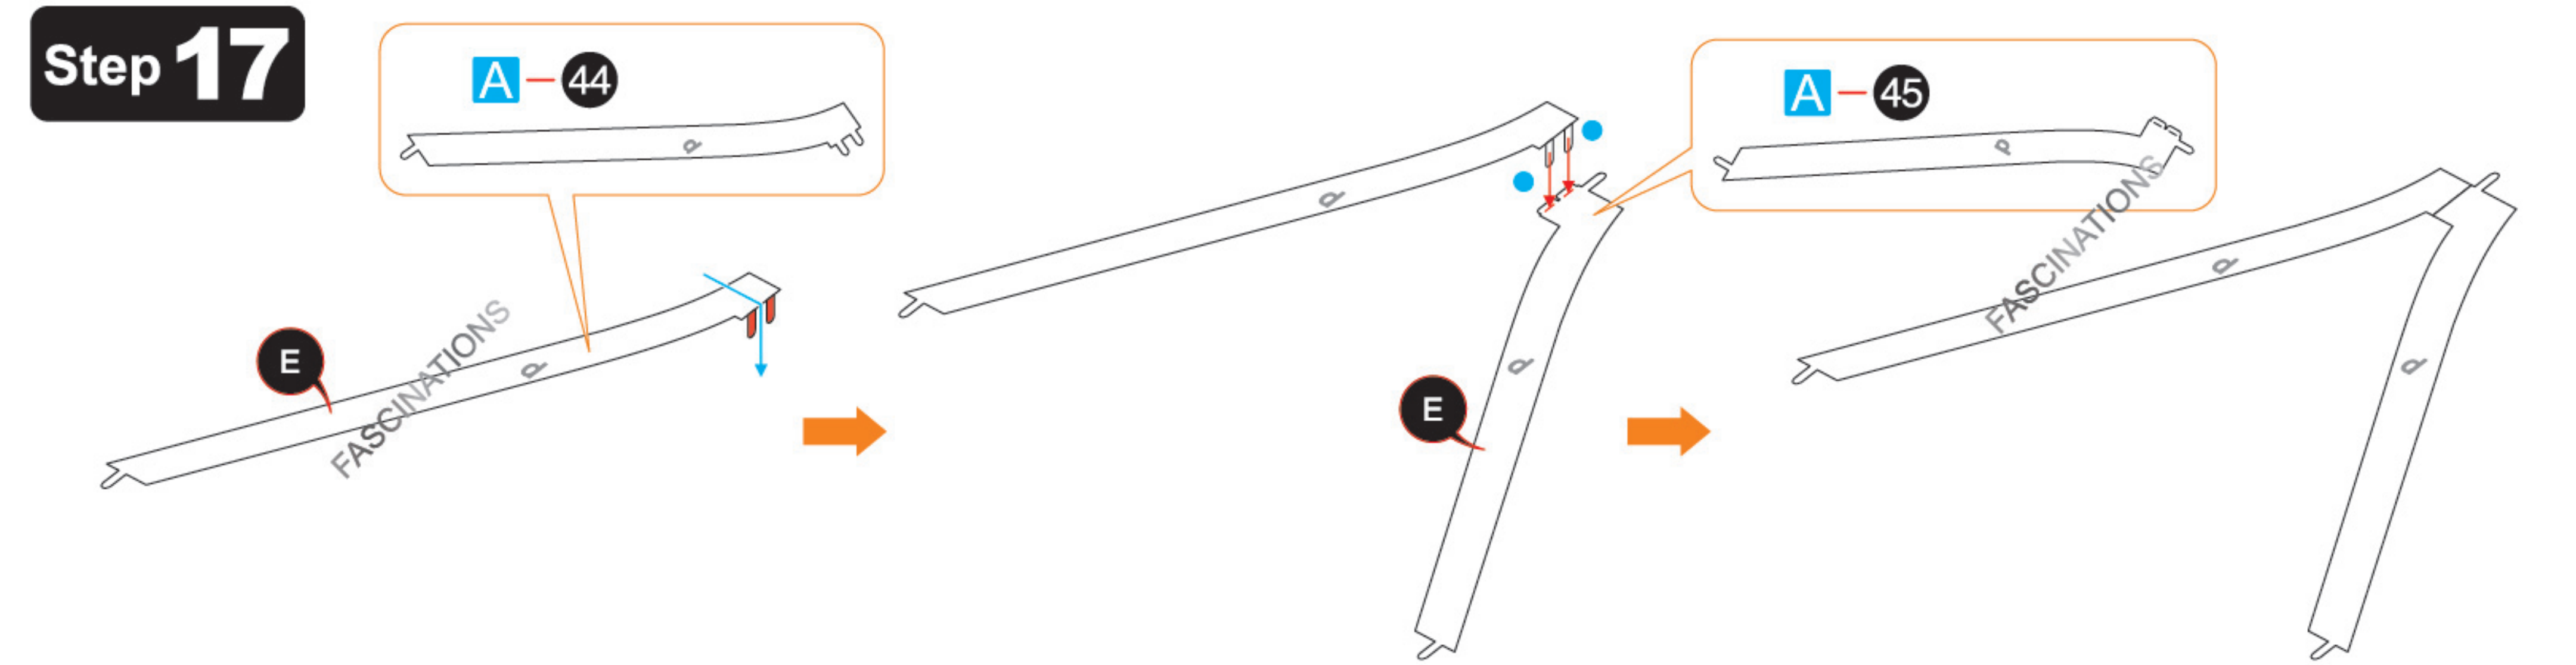 Step 17
A – 44
d
E
d
FASCINATIONS
d
A – 45
d
FASCINATIONS
E
d
d
d